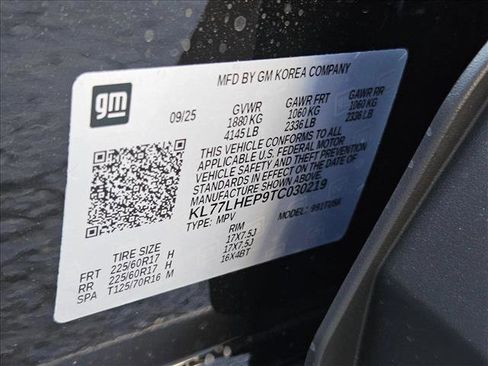 gm
MFD BY GM KOREA COMPANY
09/25 GVWR GAWR FRT GAWR RR
1880 KG 1060 KG 1060 KG
4145 LB 2336 LB 2336 LB
THIS VEHICLE CONFORMS TO ALL
APPLICABLE U.S. FEDERAL MOTOR
VEHICLE SAFETY AND THEFT PREVENTION
STANDARDS IN EFFECT ON THE DATE OF
MANUFACTURE SHOWN ABOVE.
KL77LHEP9TC030219
TYPE: MPV MODEL:
TIRE SIZE RIM
FRT 225/60R17 H 17X7.5J
RR 225/60R17 H 17X7.5J
SPA T125/70R16 M 16X4BT